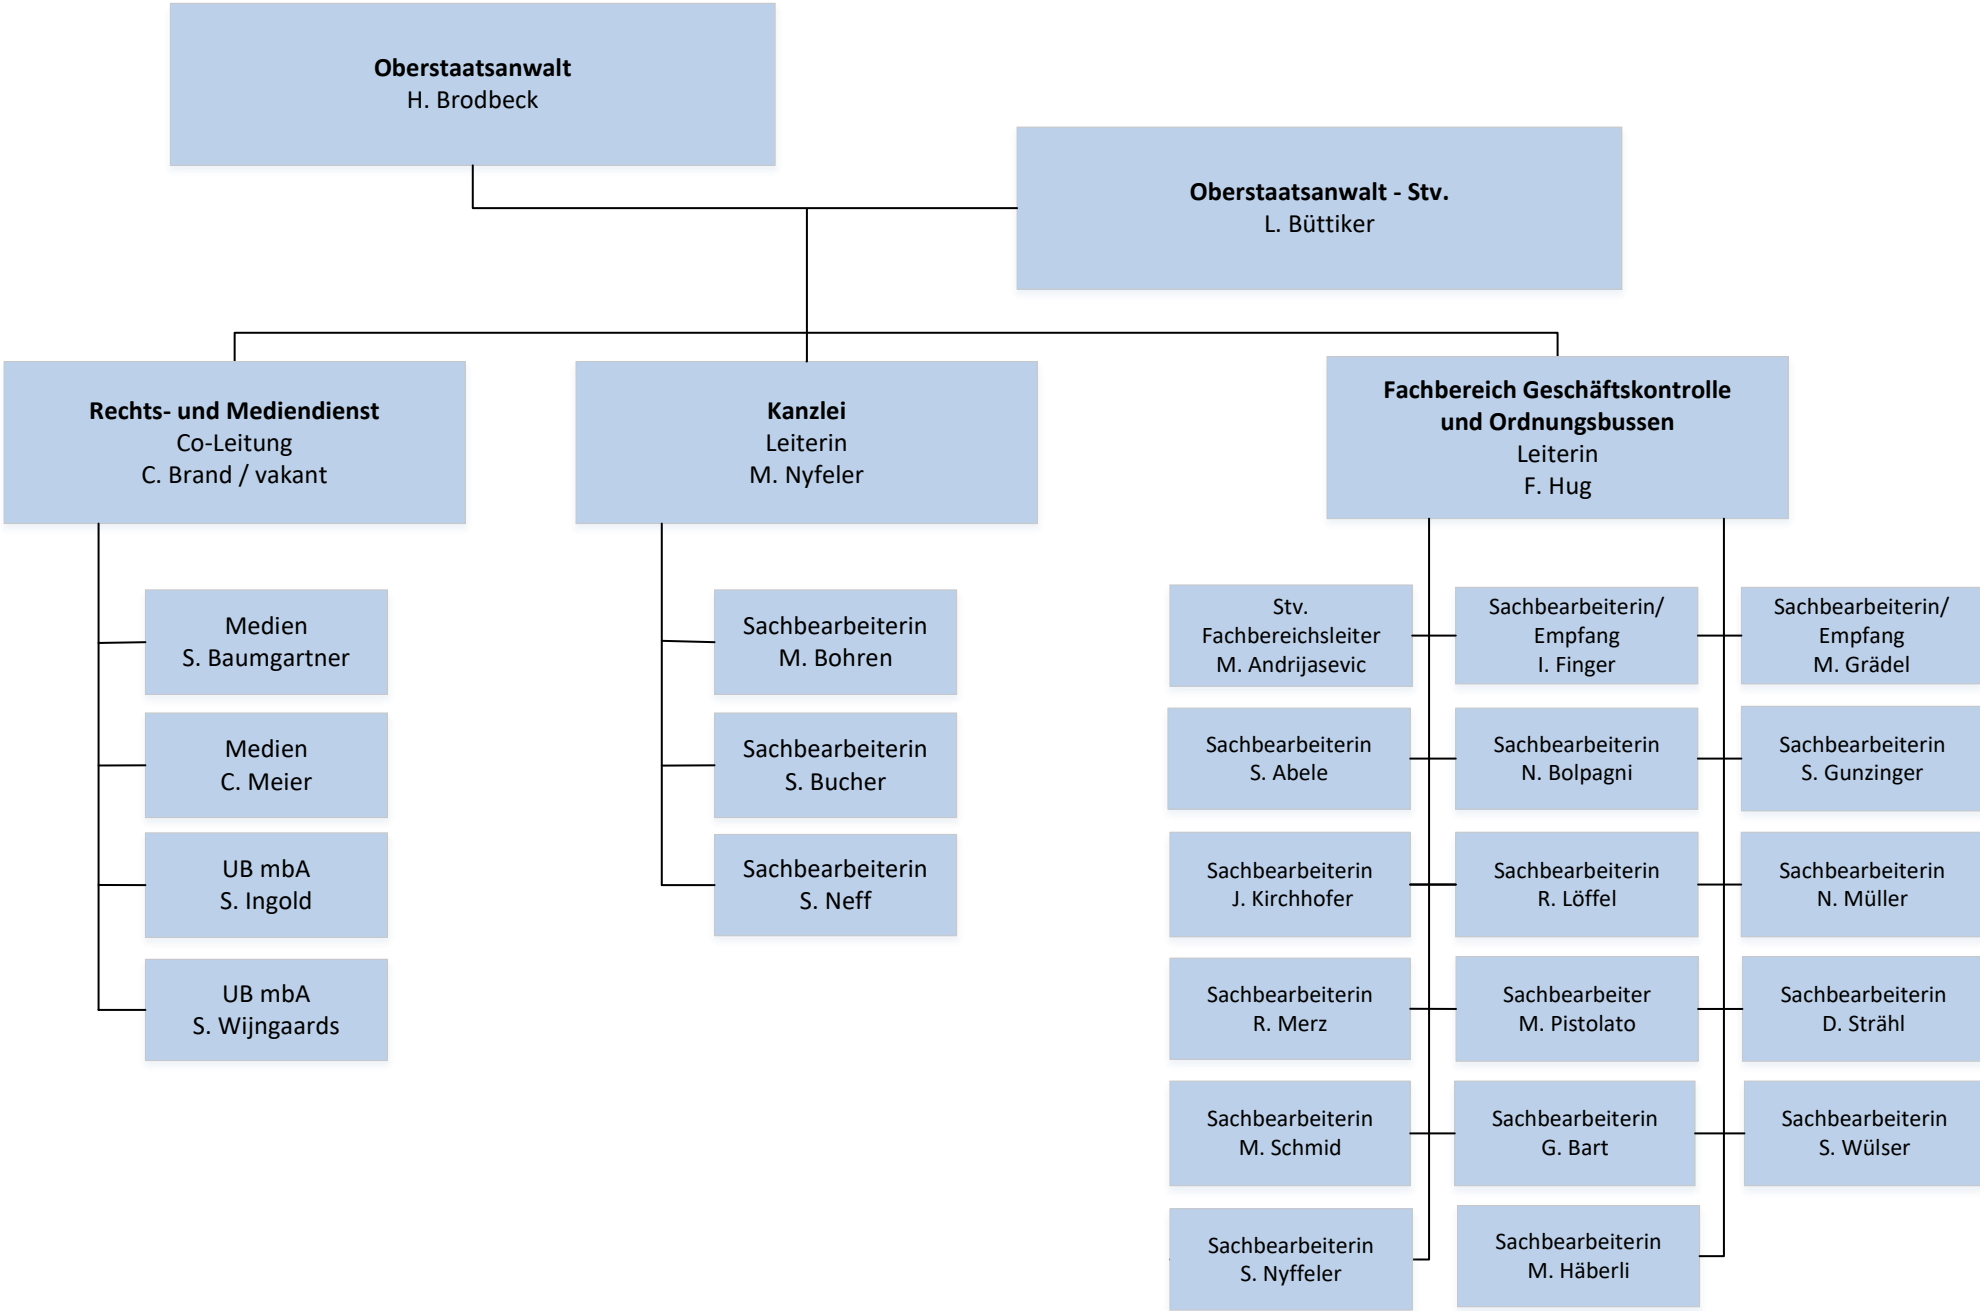 Oberstaatsanwalt
H. Brodbeck
Oberstaatsanwalt - Stv.
L. Büttiker
Rechts- und Mediendienst
Co-Leitung
C. Brand / vakant
Kanzlei
Leiterin
M. Nyfeler
Fachbereich Geschäftskontrolle
und Ordnungsbussen
Leiterin
F. Hug
Medien
S. Baumgartner
Medien
C. Meier
UB mbA
S. Ingold
UB mbA
S. Wijngaards
Sachbearbeiterin
M. Bohren
Sachbearbeiterin
S. Bucher
Sachbearbeiterin
S. Neff
Stv.
Fachbereichsleiter
M. Andrijasevic
Sachbearbeiterin/
Empfang
I. Finger
Sachbearbeiterin/
Empfang
M. Grädel
Sachbearbeiterin
S. Abele
Sachbearbeiterin
N. Bolpagni
Sachbearbeiterin
S. Gunzinger
Sachbearbeiterin
J. Kirchhofer
Sachbearbeiterin
R. Löffel
Sachbearbeiterin
N. Müller
Sachbearbeiterin
R. Merz
Sachbearbeiter
M. Pistolato
Sachbearbeiterin
D. Strähl
Sachbearbeiterin
M. Schmid
Sachbearbeiterin
G. Bart
Sachbearbeiterin
S. Wülser
Sachbearbeiterin
S. Nyffeler
Sachbearbeiterin
M. Häberli